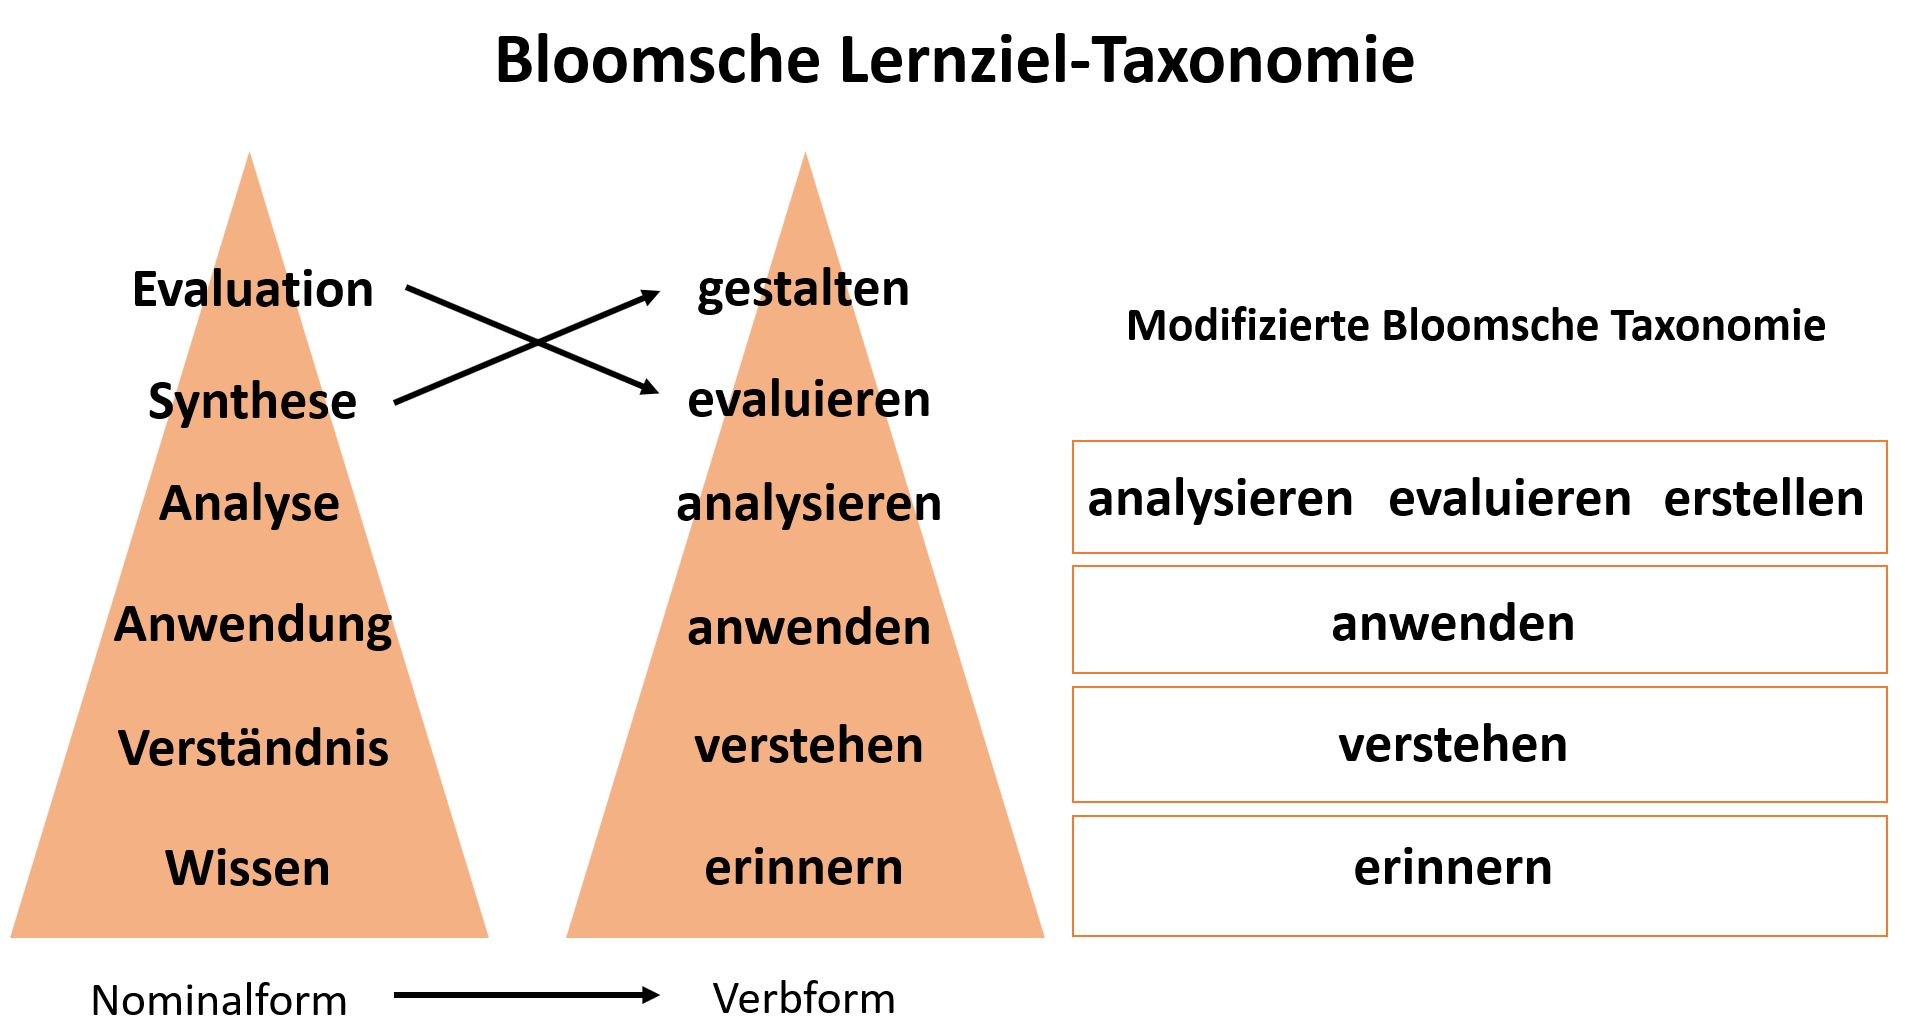 Bloomsche Lernziel-Taxonomie
Evaluation
Synthese
Analyse
Anwendung
Verständnis
Wissen
Nominalform
gestalten
evaluieren
analysieren
anwenden
verstehen
erinnern
Verbform
Modifizierte Bloomsche Taxonomie
analysieren evaluieren erstellen
anwenden
verstehen
erinnern